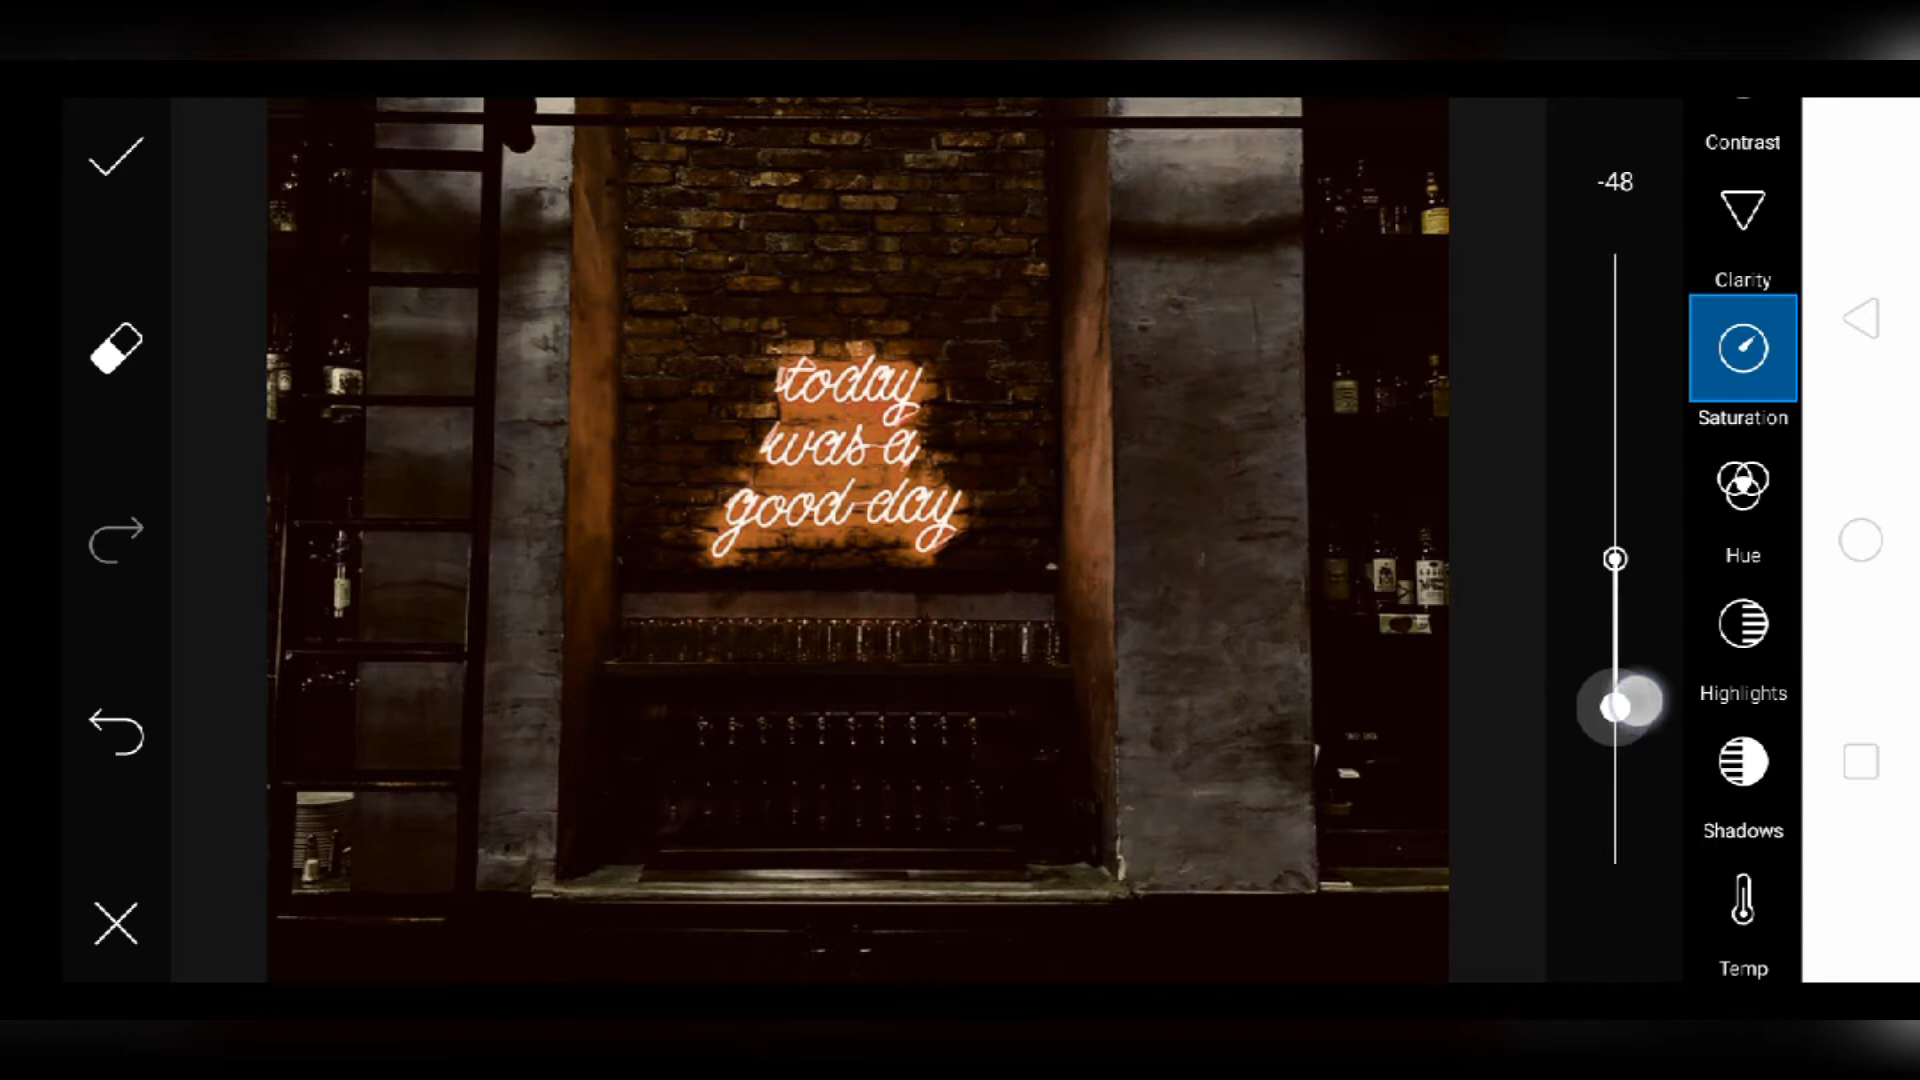 today
was a
good day
-48
Contrast
Clarity
Saturation
Hue
Highlights
Shadows
Temp